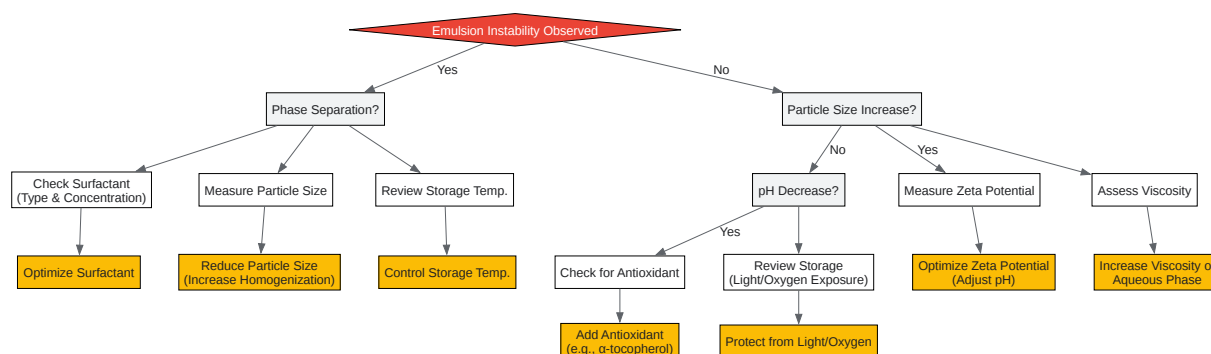 Emulsion Instability Observed
Yes
No
Phase Separation?
Particle Size Increase?
No
Yes
Check Surfactant
(Type & Concentration)
Measure Particle Size
Review Storage Temp.
pH Decrease?
Measure Zeta Potential
Assess Viscosity
Yes
Optimize Surfactant
Reduce Particle Size
(Increase Homogenization)
Control Storage Temp.
Check for Antioxidant
Review Storage
(Light/Oxygen Exposure)
Optimize Zeta Potential
(Adjust pH)
Increase Viscosity o
Aqueous Phase
Add Antioxidant
(e.g., α-tocopherol)
Protect from Light/Oxygen